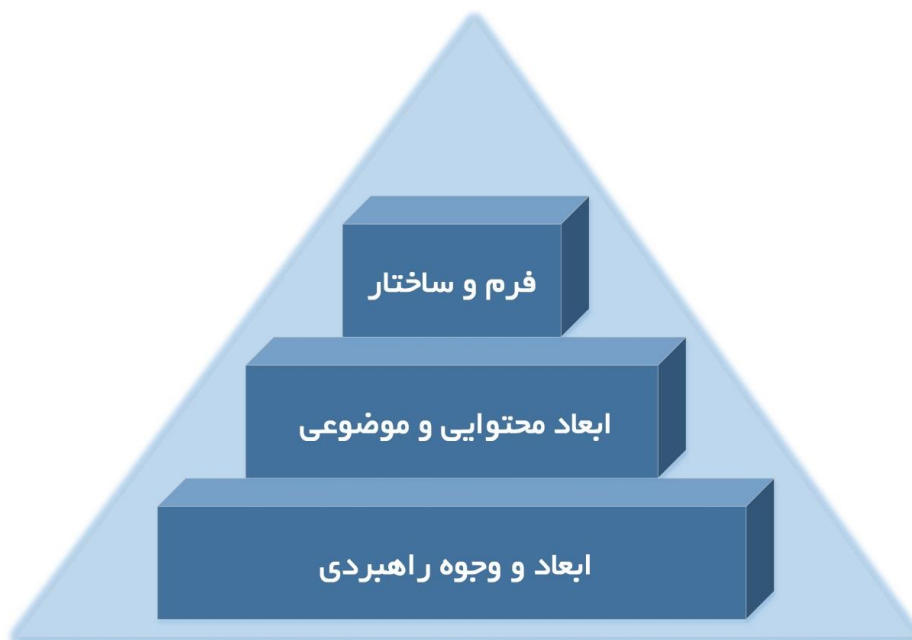 فرم و ساختار
ابعاد محتوایی و موضوعی
ابعاد و وجوه راهبردی